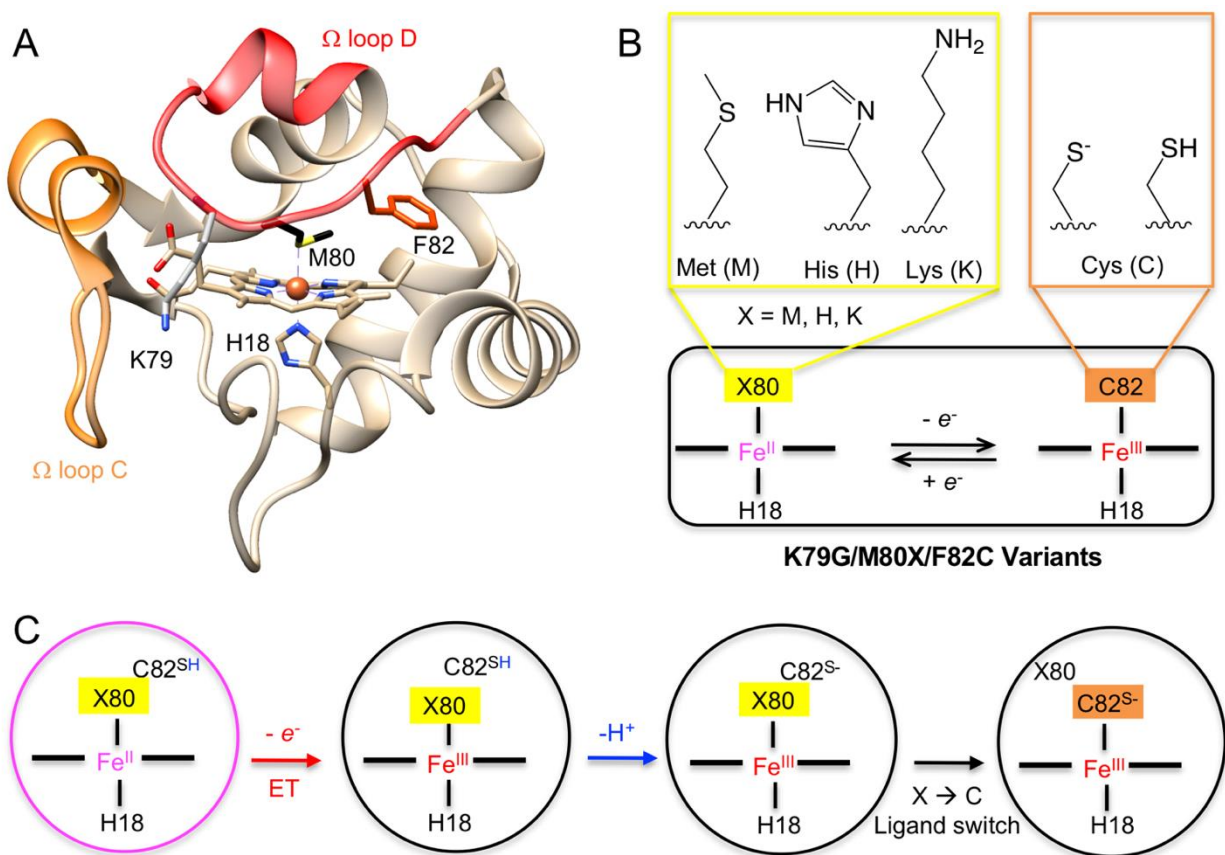 A
Ω loop D
M80
F82
K79
H18
Ω loop C
B
NH2
S
HN
N
S-
SH
Met (M)
His (H)
Lys (K)
Cys (C)
X = M, H, K
X80
C82
- e-
FeII
FeIII
+ e-
H18
H18
K79G/M80X/F82C Variants
C
C82SH
X80
FeII
H18
- e-
ET
C82SH
X80
FeIII
H18
-H+
C82S-
X80
FeIII
H18
X → C
Ligand switch
X80
C82S-
FeIII
H18